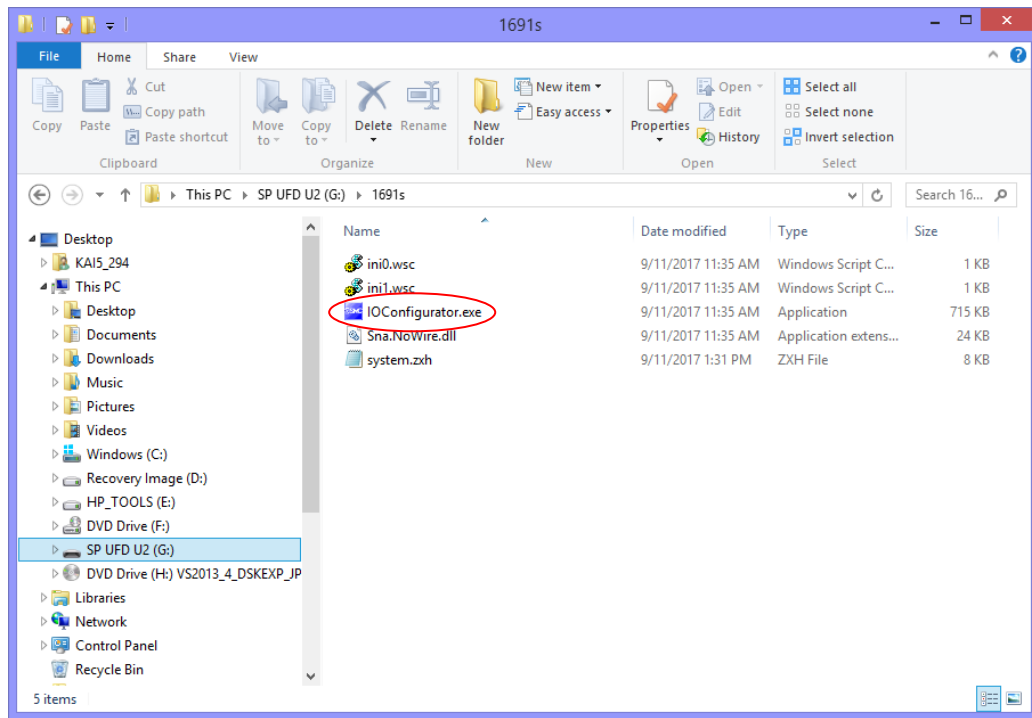 1691s
File Home Share View
Copy Paste Cut Copy path Paste shortcut Move to Copy to Delete Rename New folder New item Easy access Properties Open Edit History Select all Select none Invert selection
Clipboard Organize New Open Select
This PC SP UFD U2 (G:) 1691s Search 16...
Name Date modified Type Size
ini0.wsc 9/11/2017 11:35 AM Windows Script C... 1 KB
ini1.wsc 9/11/2017 11:35 AM Windows Script C... 1 KB
IOConfigurator.exe 9/11/2017 11:35 AM Application 715 KB
Sna.NoWire.dll 9/11/2017 11:35 AM Application extens... 24 KB
system.zxh 9/11/2017 1:31 PM ZXH File 8 KB
Desktop
KAI5_294
This PC
Desktop
Documents
Downloads
Music
Pictures
Videos
Windows (C:)
Recovery Image (D:)
HP_TOOLS (E:)
DVD Drive (F:)
SP UFD U2 (G:)
DVD Drive (H:) VS2013_4_DSKEXP_JP
Libraries
Network
Control Panel
Recycle Bin
5 items